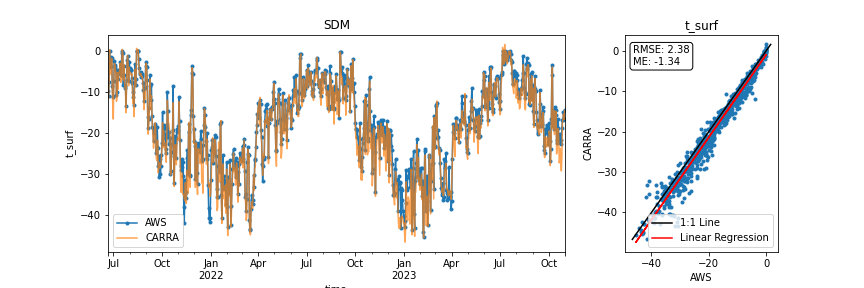 SDM
t_surf
0
−10
−20
−30
−40
t_surf
AWS
CARRA
Jul
Oct
Jan
2022
Apr
Jul
Oct
Jan
2023
Apr
Jul
Oct
time
t_surf
RMSE: 2.38
ME: -1.34
0
−10
−20
−30
−40
CARRA
1:1 Line
Linear Regression
−40
−20
0
AWS